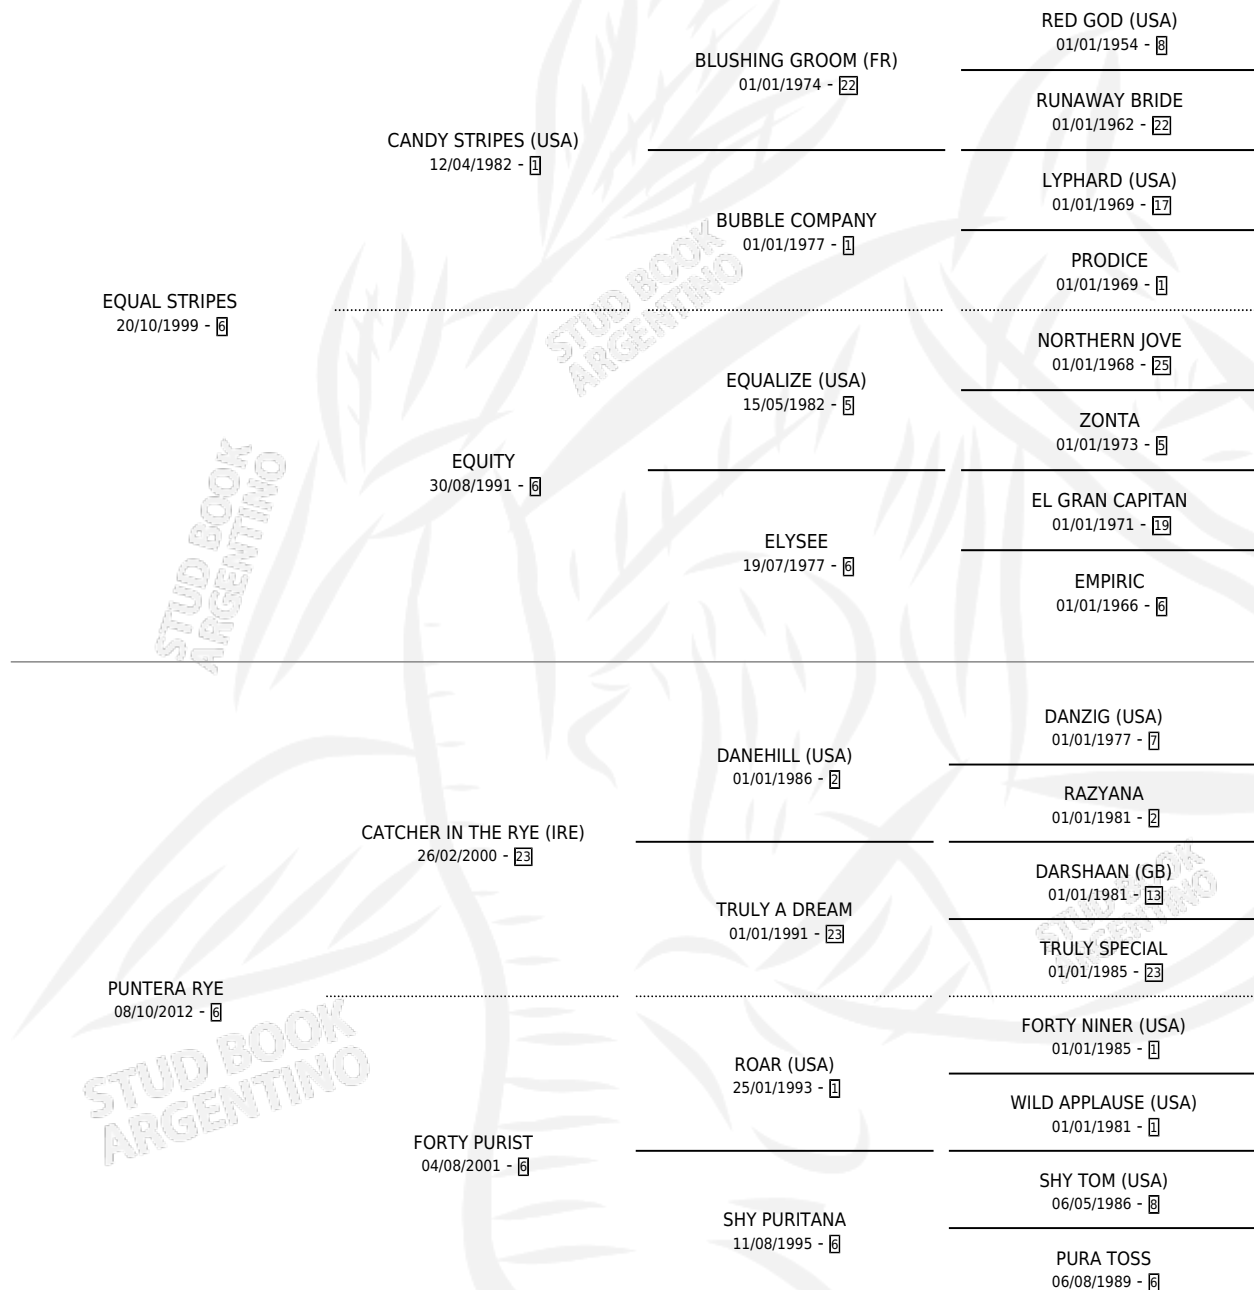 RED GOD (USA)
01/01/1954 - 8
BLUSHING GROOM (FR)
01/01/1974 - 22
RUNAWAY BRIDE
01/01/1962 - 22
CANDY STRIPES (USA)
12/04/1982 - 1
LYPHARD (USA)
01/01/1969 - 17
BUBBLE COMPANY
01/01/1977 - 1
PRODICE
01/01/1969 - 1
EQUAL STRIPES
20/10/1999 - 6
NORTHERN JOVE
01/01/1968 - 25
EQUALIZE (USA)
15/05/1982 - 5
ZONTA
01/01/1973 - 5
EQUITY
30/08/1991 - 6
EL GRAN CAPITAN
01/01/1971 - 19
ELYSEE
19/07/1977 - 6
EMPIRIC
01/01/1966 - 6
DANZIG (USA)
01/01/1977 - 7
DANEHILL (USA)
01/01/1986 - 2
RAZYANA
01/01/1981 - 2
CATCHER IN THE RYE (IRE)
26/02/2000 - 23
DARSHAAN (GB)
01/01/1981 - 13
TRULY A DREAM
01/01/1991 - 23
TRULY SPECIAL
01/01/1985 - 23
PUNTERA RYE
08/10/2012 - 6
FORTY NINER (USA)
01/01/1985 - 1
ROAR (USA)
25/01/1993 - 1
WILD APPLAUSE (USA)
01/01/1981 - 1
FORTY PURIST
04/08/2001 - 6
SHY TOM (USA)
06/05/1986 - 8
SHY PURITANA
11/08/1995 - 6
PURA TOSS
06/08/1989 - 6
STUD BOOK
ARGENTINO
STUD BOOK
ARGENTINO
STUD BOOK
ARGENTINO
STUD BOOK
ARGENTINO